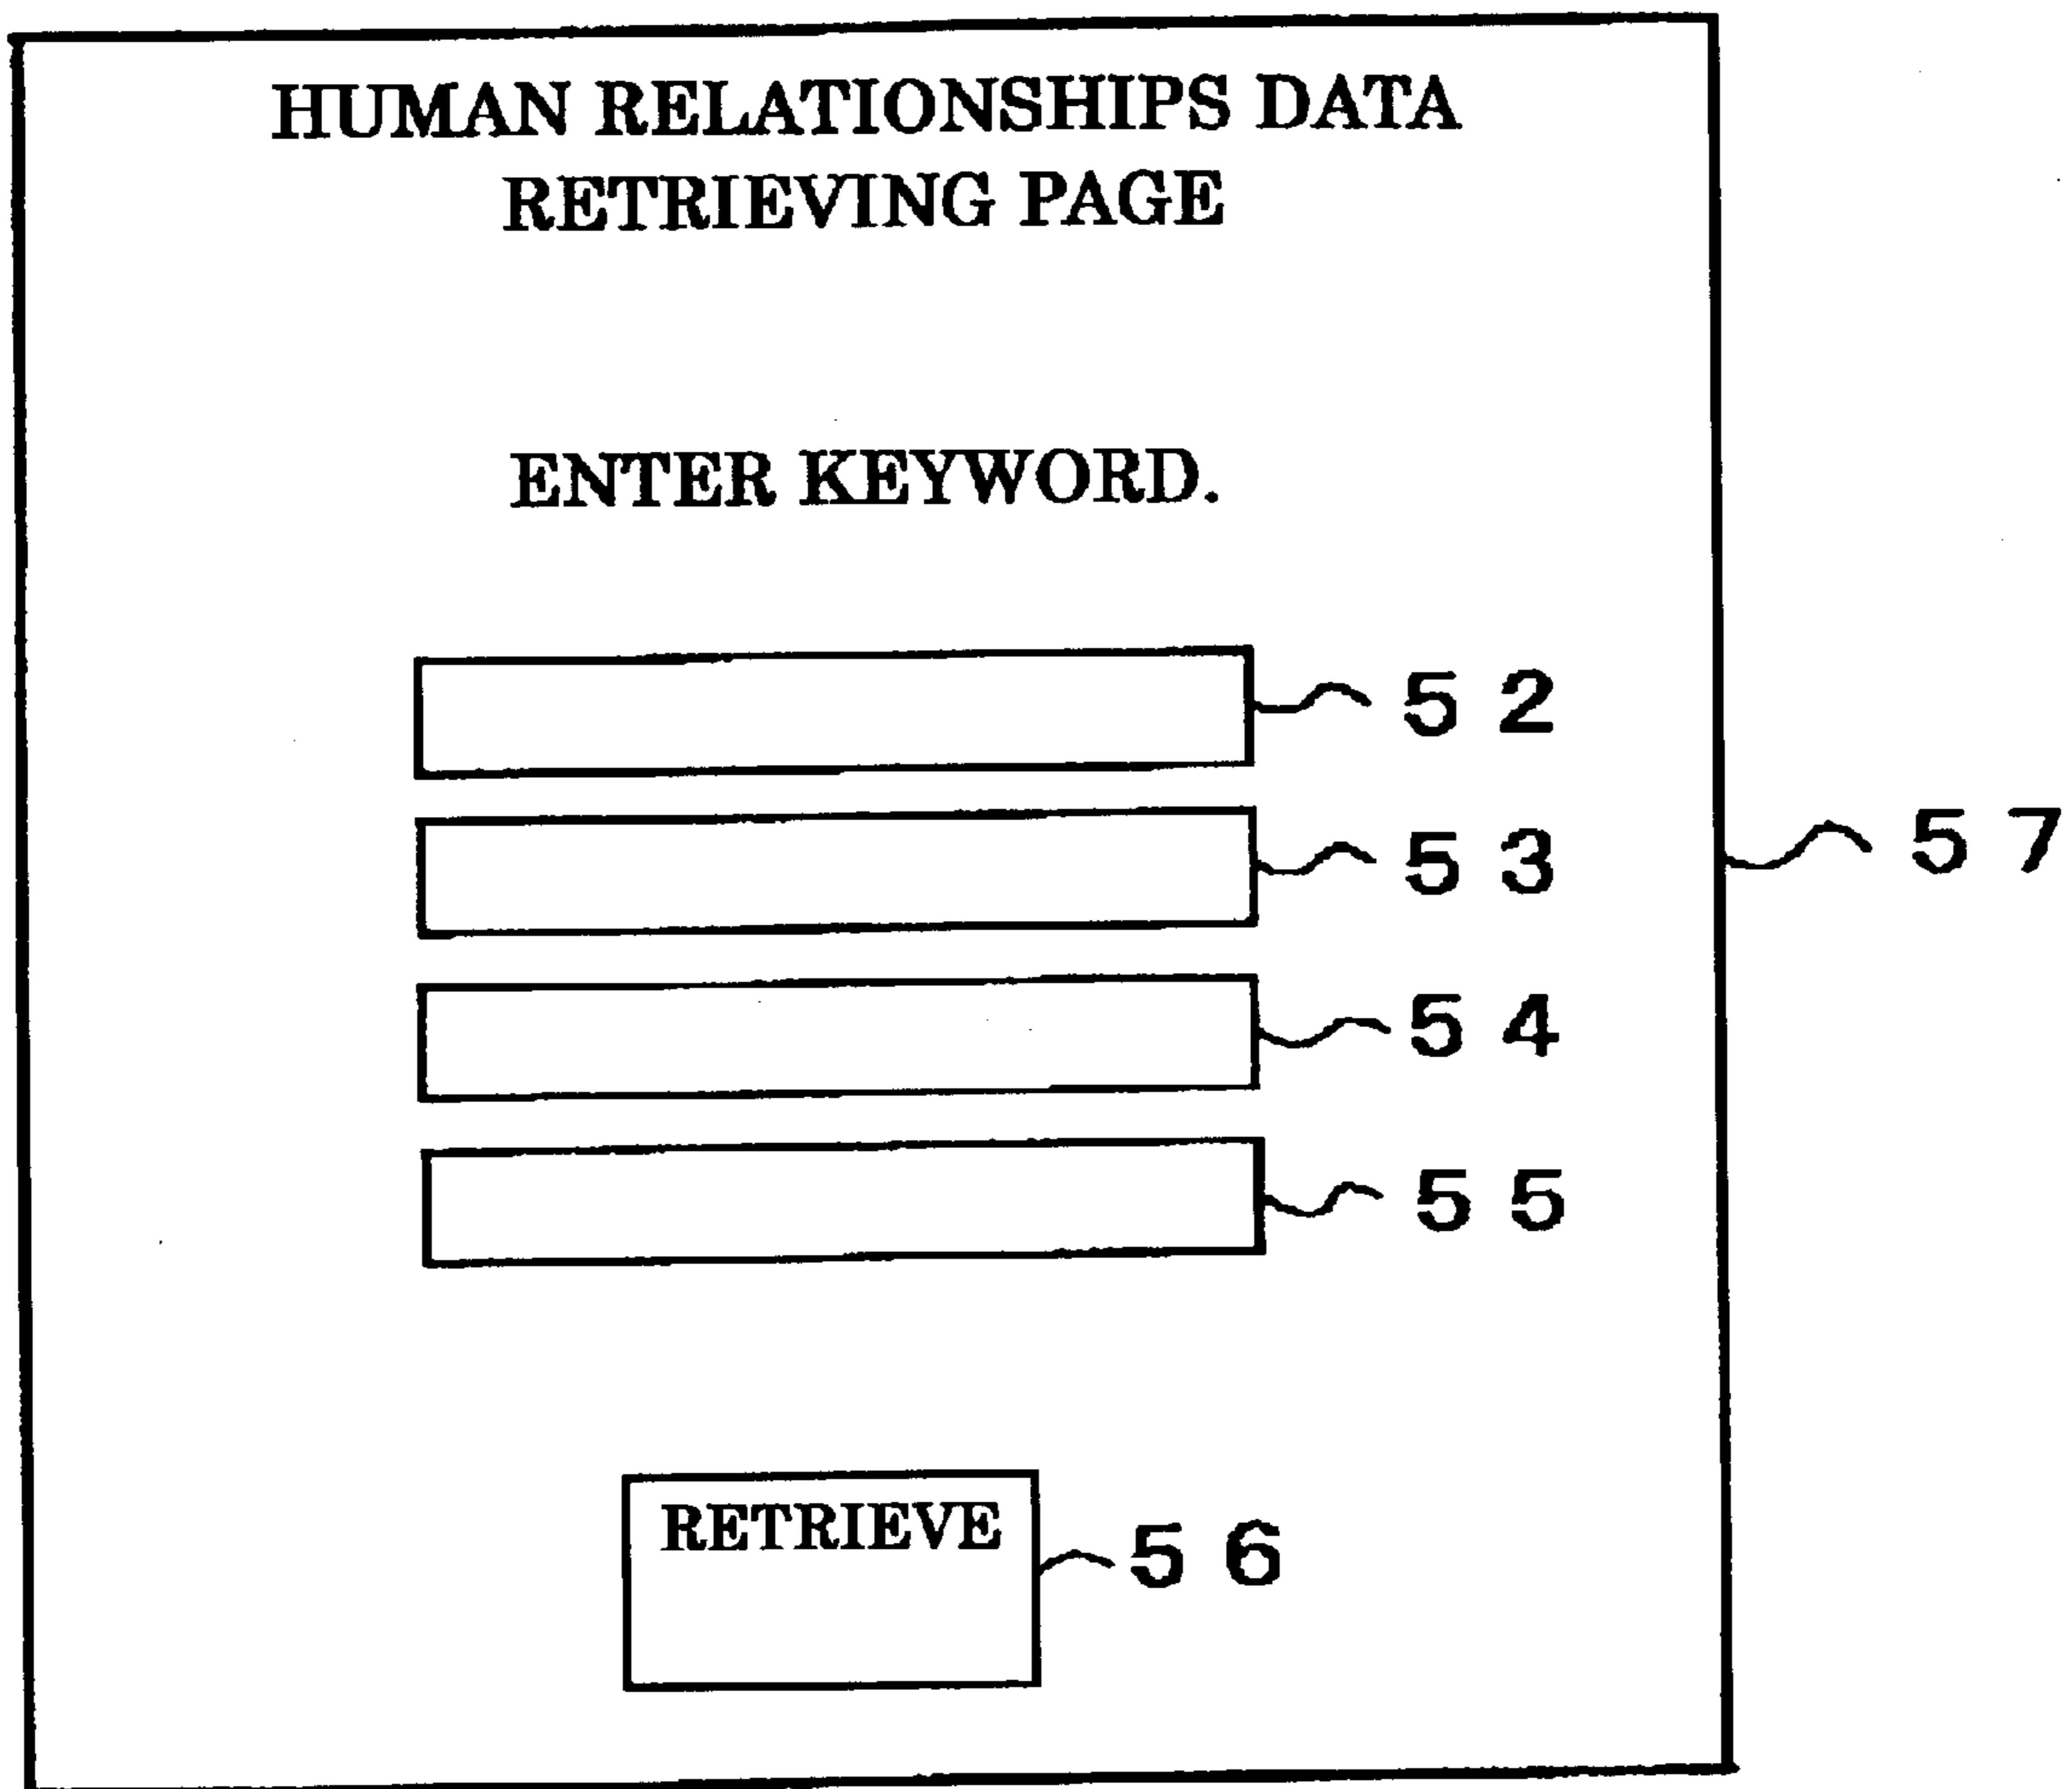 HUMAN RELATIONSHIPS DATA
RETRIEVING PAGE
ENTER KEYWORD.
52
53
57
54
55
RETRIEVE
56